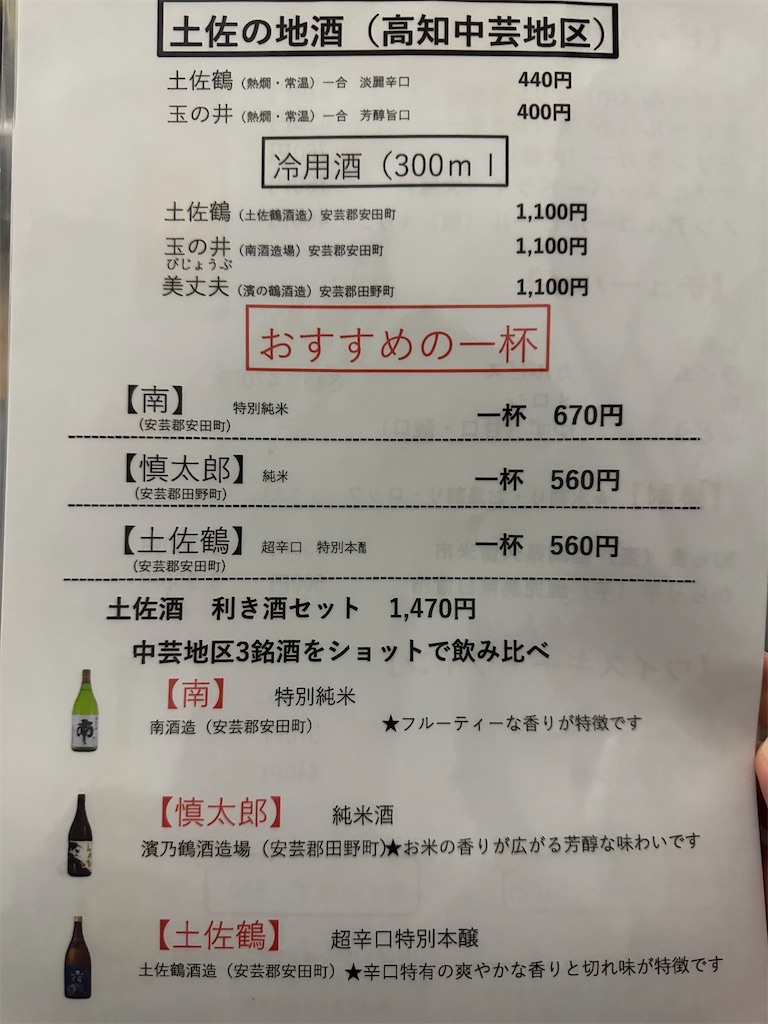 土佐の地酒（高知中芸地区）
土佐鶴（熱燗・常温）一合　淡麗辛口　440円
玉の井（熱燗・常温）一合　芳醇旨口　400円
冷用酒（300ｍｌ
土佐鶴（土佐鶴酒造）安芸郡安田町　1,100円
玉の井（南酒造場）安芸郡安田町　1,100円
びじょうぶ
美丈夫（濱の鶴酒造）安芸郡田野町　1,100円
おすすめの一杯
【南】　特別純米　一杯　670円
（安芸郡安田町）
【慎太郎】　純米　一杯　560円
（安芸郡田野町）
【土佐鶴】　超辛口　特別本醸　一杯　560円
（安芸郡安田町）
土佐酒　利き酒セット　1,470円
中芸地区3銘酒をショットで飲み比べ
【南】　特別純米
南酒造（安芸郡安田町）　★フルーティーな香りが特徴です
【慎太郎】　純米酒
濱乃鶴酒造場（安芸郡田野町）★お米の香りが広がる芳醇な味わいです
【土佐鶴】　超辛口特別本醸
土佐鶴酒造（安芸郡安田町）★辛口特有の爽やかな香りと切れ味が特徴です
南